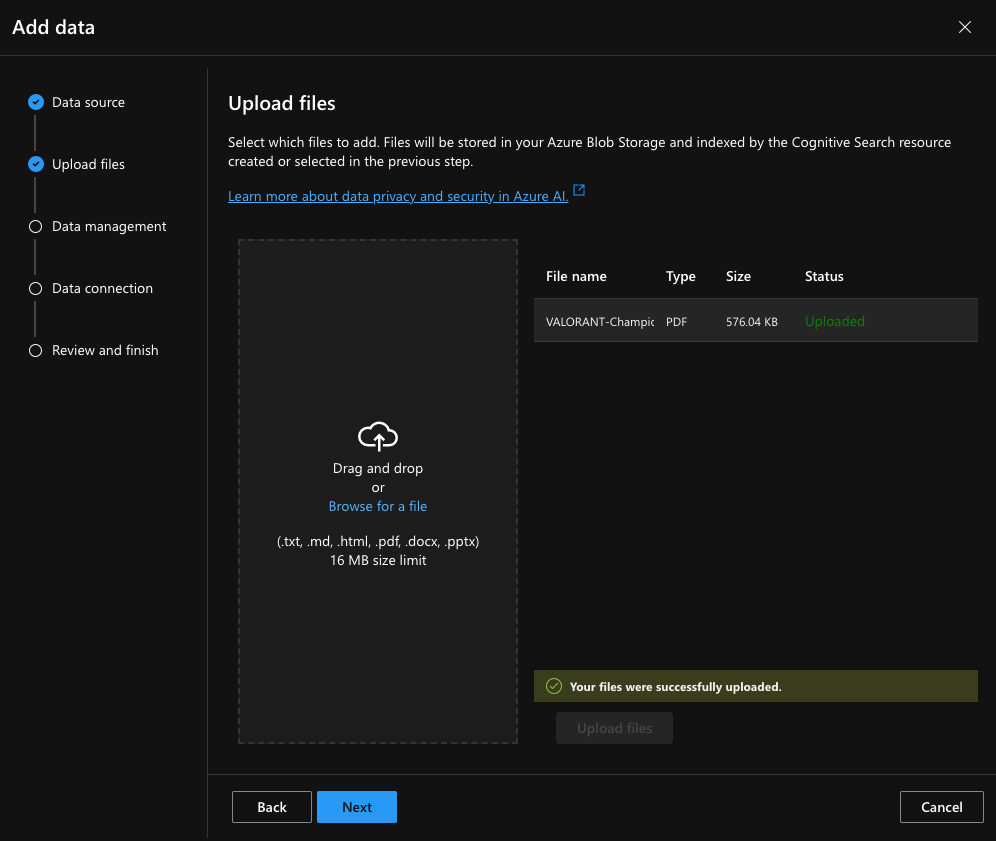 Add data
Data source
Upload files
Data management
Data connection
Review and finish
Upload files
Select which files to add. Files will be stored in your Azure Blob Storage and indexed by the Cognitive Search resource
created or selected in the previous step.
Learn more about data privacy and security in Azure AI.
Drag and drop
or
Browse for a file
(.txt, .md, .html, .pdf, .docx, .pptx)
16 MB size limit
File name Type Size Status
VALORANT-Champic PDF 576.04 KB Uploaded
Your files were successfully uploaded.
Upload files
Back Next Cancel